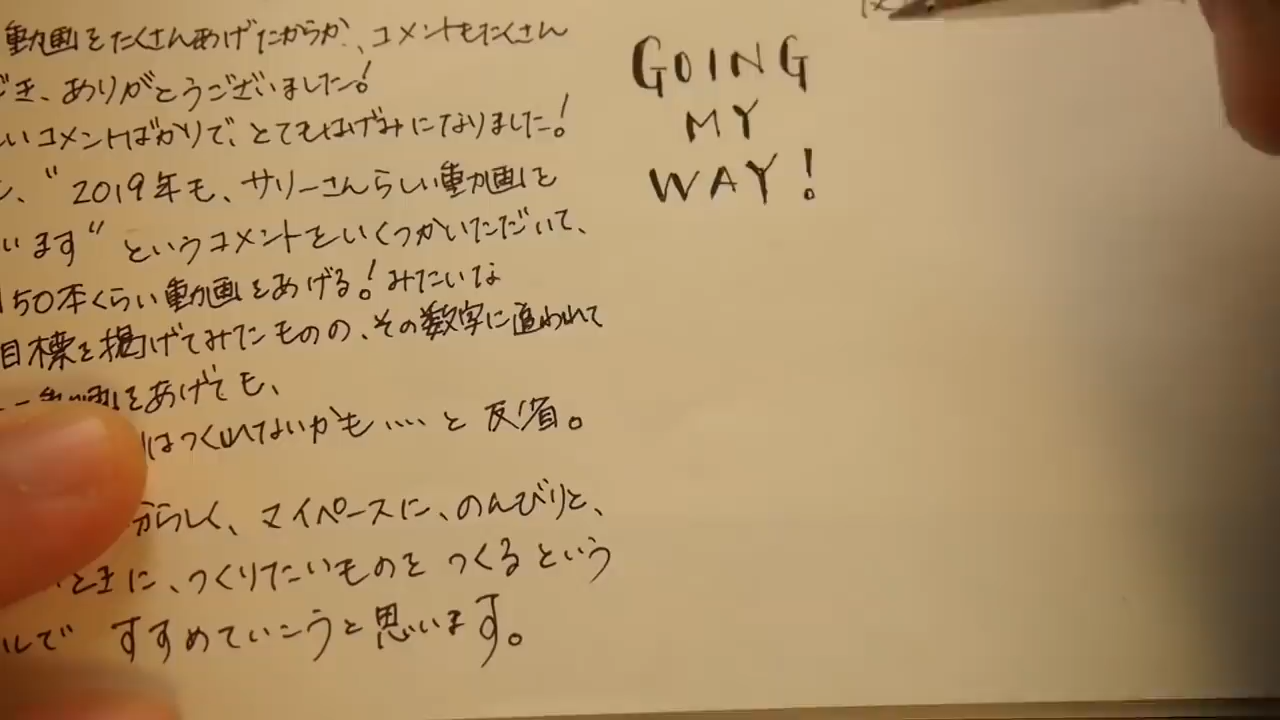 動画をたくさんあげたからか、コメントもたくさん
き、ありがとうございました!
いコメントばかりで、とてもはげみになりました!
、"2019年も、サリーさんらしい動画を
います"というコメントをいくつかいただいて、
150本くらい動画をあげる!みたいな
目標を掲げてみたものの、その数字に追われて
動画をあげても、
はつくれないかも....と反省。
分らしく、マイペースに、のんびりと、
ときに、つくりたいものをつくるという
ルですすめていこうと思います。
GOING
MY
WAY!